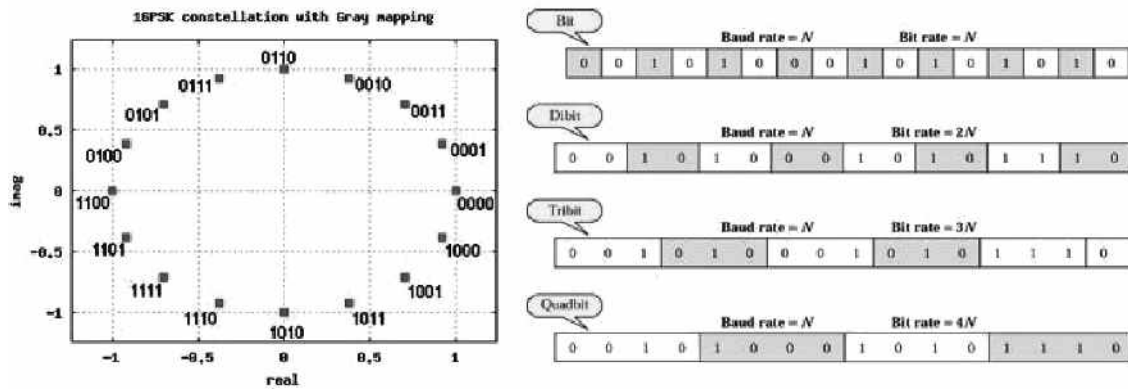 16PSK constellation with Gray mapping
1
0.5
0
-0.5
-1
imag
0110
0111
0010
0101
0011
0100
0001
1100
0000
1101
1000
1111
1001
1110
1011
1010
-1
-0.5
0
0.5
1
real
Bit
Baud rate = N
Bit rate = N
0 0 1 0 1 0 0 0 1 0 1 0 1 0 1 0
Dibit
Baud rate = N
Bit rate = 2N
0 0 1 0 1 0 0 0 1 0 1 0 1 1 1 0
Tribit
Baud rate = N
Bit rate = 3N
0 0 1 0 1 0 0 0 1 0 1 0 1 1 1 0
Quadbit
Baud rate = N
Bit rate = 4N
0 0 1 0 1 0 0 0 1 0 1 0 1 1 1 0